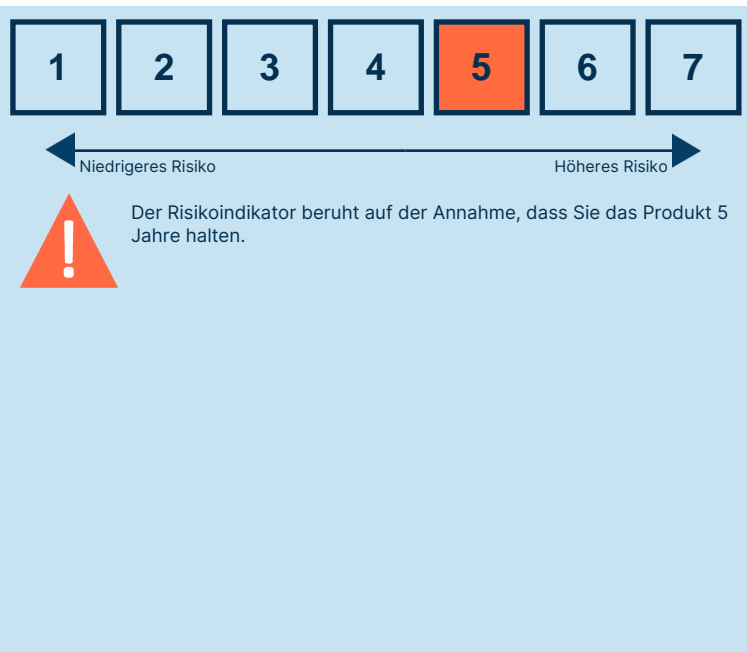 1 2 3 4 5 6 7
Niedrigeres Risiko Höheres Risiko
!
Der Risikoindikator beruht auf der Annahme, dass Sie das Produkt 5
Jahre halten.